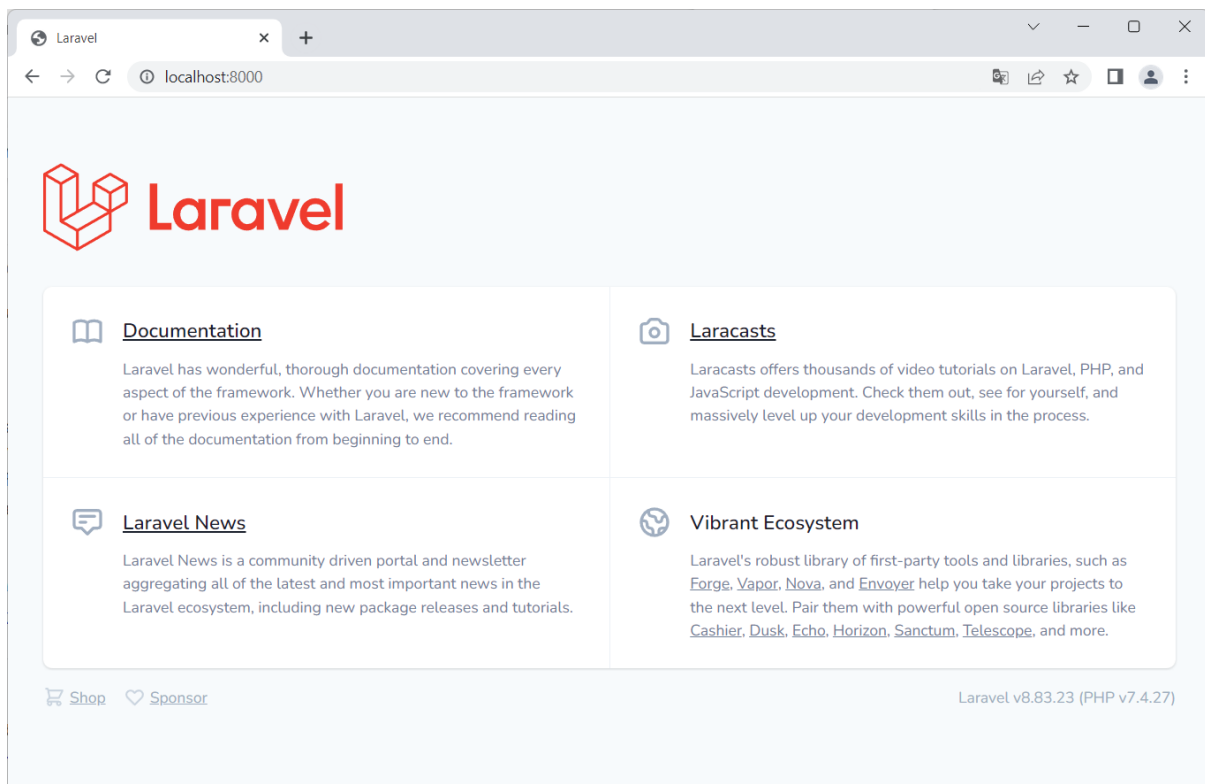 Laravel
localhost:8000
Laravel
Documentation
Laravel has wonderful, thorough documentation covering every
aspect of the framework. Whether you are new to the framework
or have previous experience with Laravel, we recommend reading
all of the documentation from beginning to end.
Laracasts
Laracasts offers thousands of video tutorials on Laravel, PHP, and
JavaScript development. Check them out, see for yourself, and
massively level up your development skills in the process.
Laravel News
Laravel News is a community driven portal and newsletter
aggregating all of the latest and most important news in the
Laravel ecosystem, including new package releases and tutorials.
Vibrant Ecosystem
Laravel's robust library of first-party tools and libraries, such as
Forge, Vapor, Nova, and Envoyer help you take your projects to
the next level. Pair them with powerful open source libraries like
Cashier, Dusk, Echo, Horizon, Sanctum, Telescope, and more.
Shop Sponsor
Laravel v8.83.23 (PHP v7.4.27)